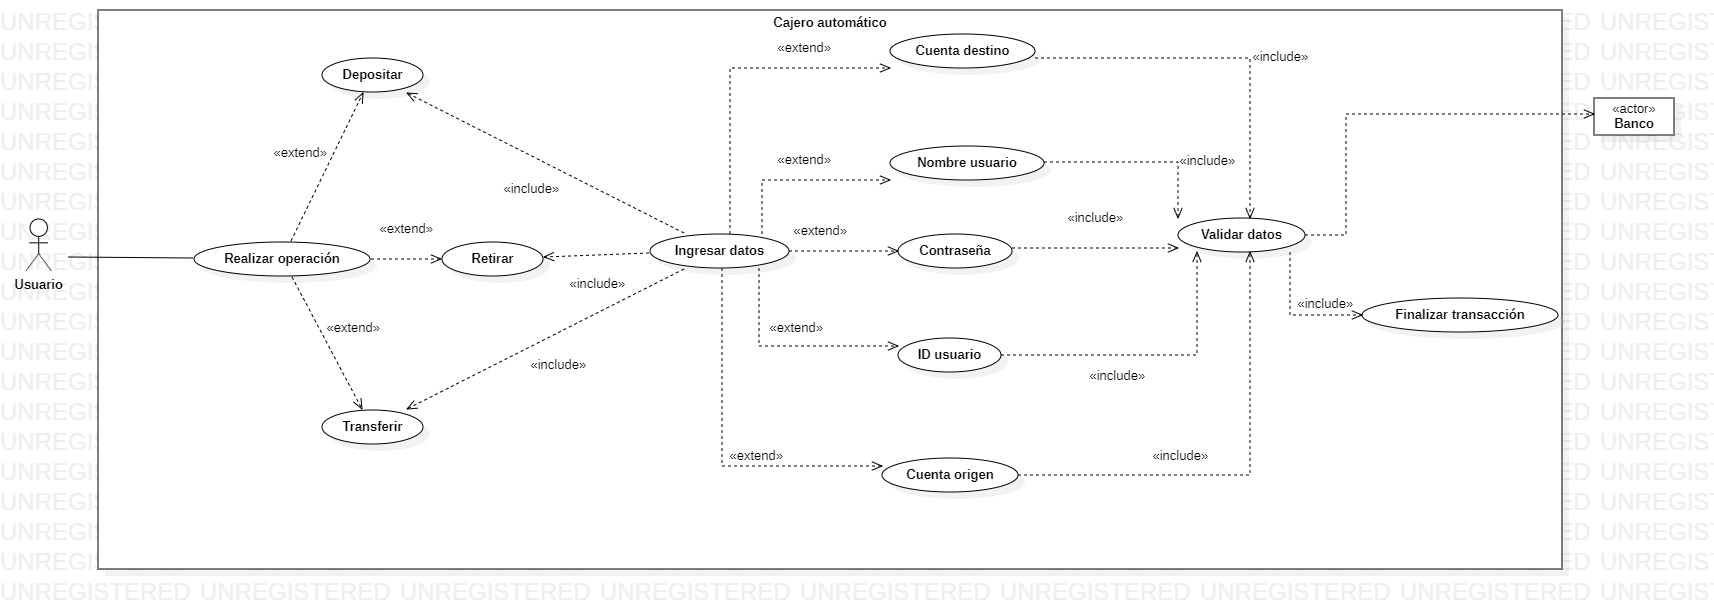 Cajero automático
«extend»
Cuenta destino
«include»
Depositar
«actor»
Banco
«extend»
«extend»
Nombre usuario
«include»
«include»
«include»
«extend»
«extend»
Validar datos
Usuario
Realizar operación
Retirar
Ingresar datos
Contraseña
«include»
«extend»
«extend»
«include»
Finalizar transacción
ID usuario
«include»
«include»
Transferir
«extend»
«include»
Cuenta origen
UNREGISTERED UNREGISTERED UNREGISTERED UNREGISTERED UNREGISTERED UNREGISTERED UNREGISTERED UNREGISTERED UNREGIST